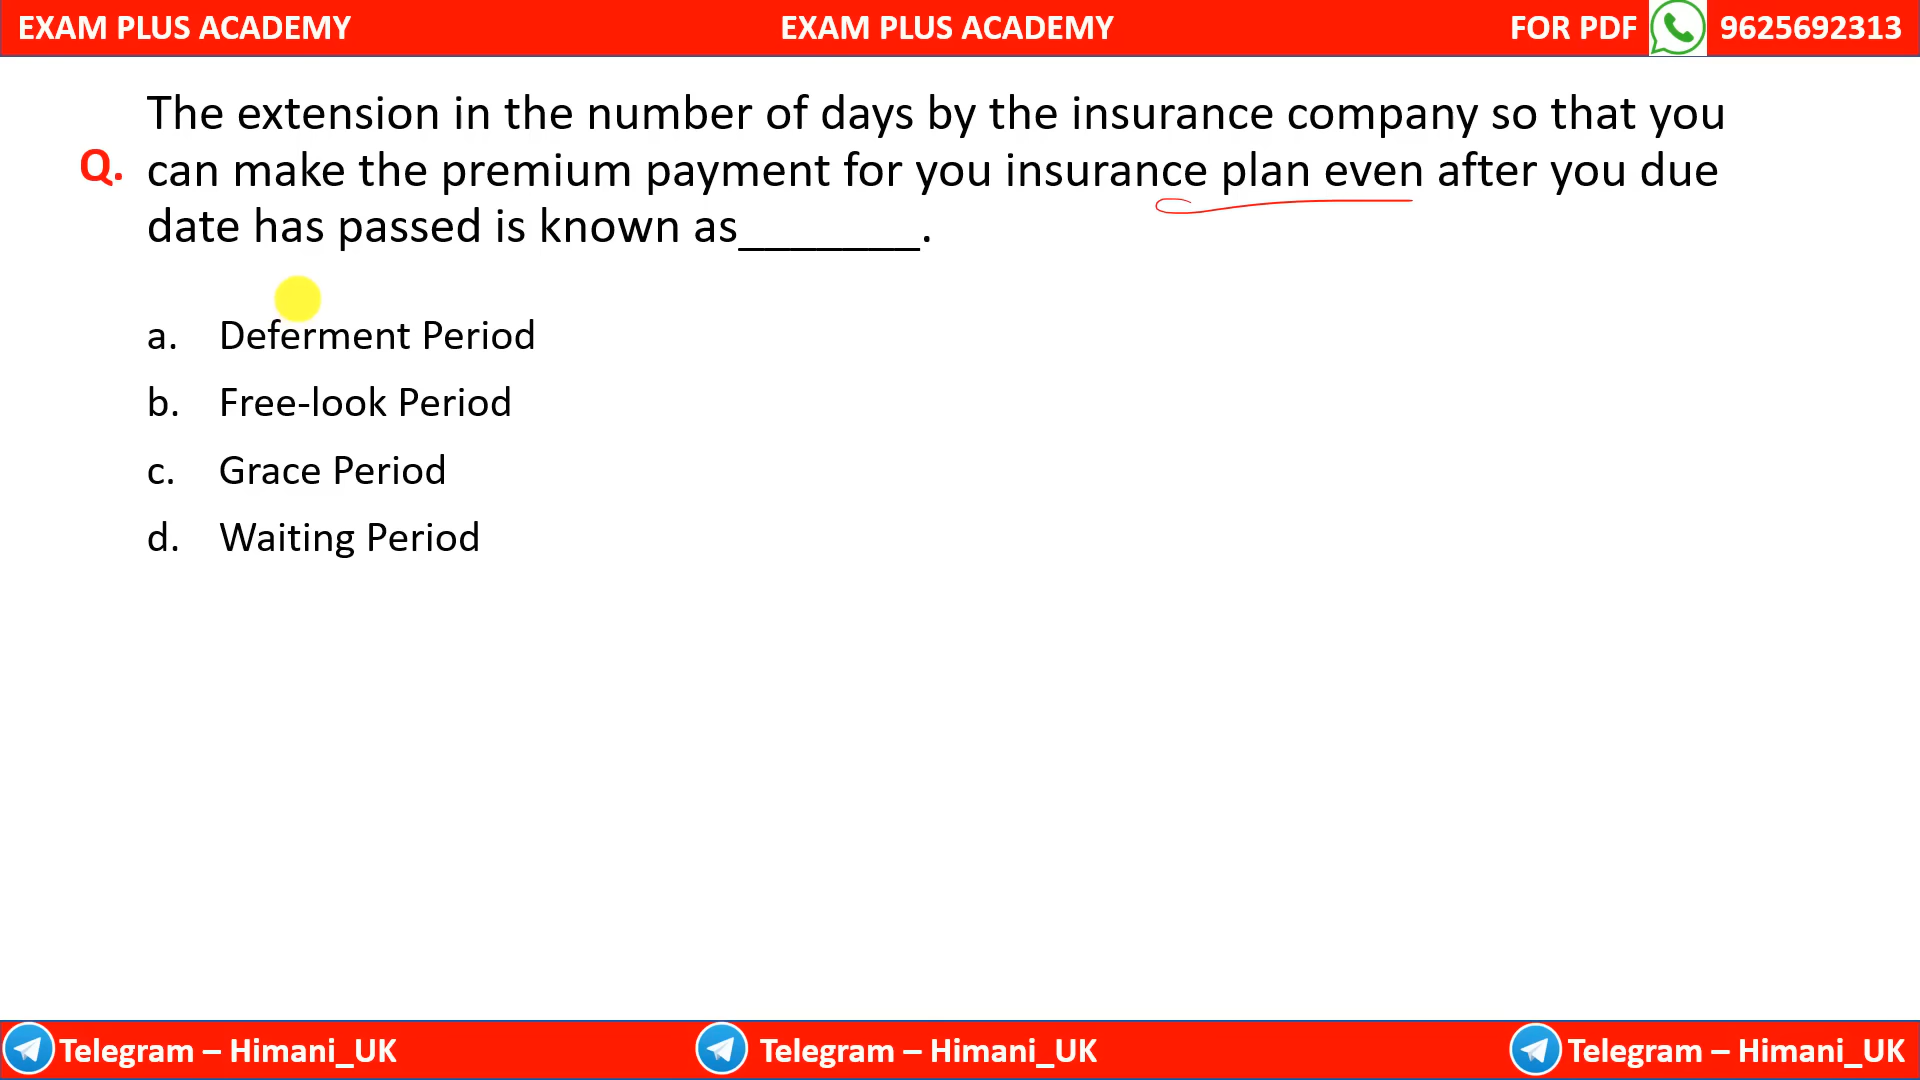 EXAM PLUS ACADEMY EXAM PLUS ACADEMY FOR PDF 9625692313
The extension in the number of days by the insurance company so that you
Q. can make the premium payment for you insurance plan even after you due
date has passed is known as_______.
a. Deferment Period
b. Free-look Period
c. Grace Period
d. Waiting Period
Telegram – Himani_UK Telegram – Himani_UK Telegram – Himani_UK